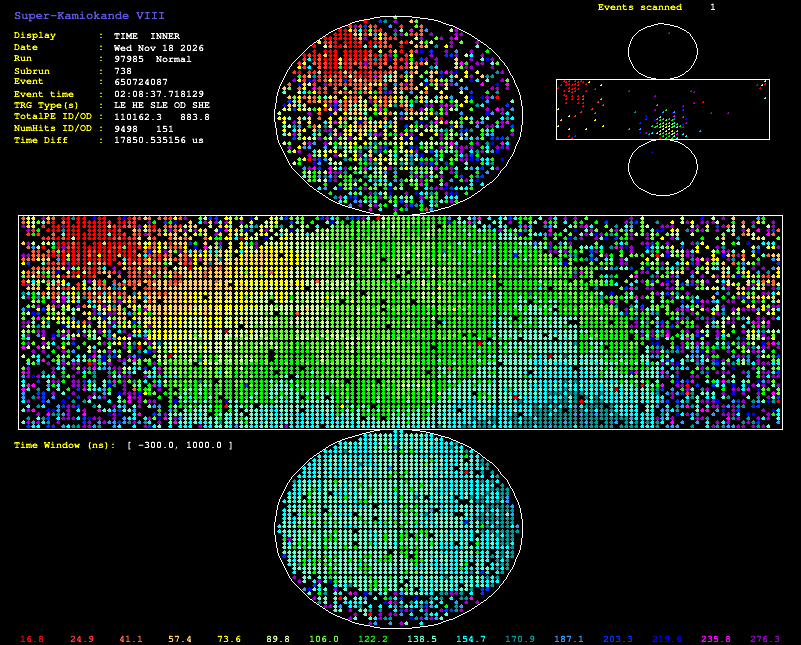 Super-Kamiokande VIII
Events scanned 1
Display : TIME INNER
Date : Wed Nov 18 2026
Run : 97985 Normal
Subrun : 738
Event : 650724087
Event time : 02:08:37.718129
TRG Type(s) : LE HE SLE OD SHE
TotalPE ID/OD : 110162.3 883.8
NumHits ID/OD : 9498 151
Time Diff : 17850.535156 us
Time Window (ns): [ -300.0, 1000.0 ]
16.8 24.9 41.1 57.4 73.6 89.8 106.0 122.2 138.5 154.7 170.9 187.1 203.3 219.6 235.8 276.3